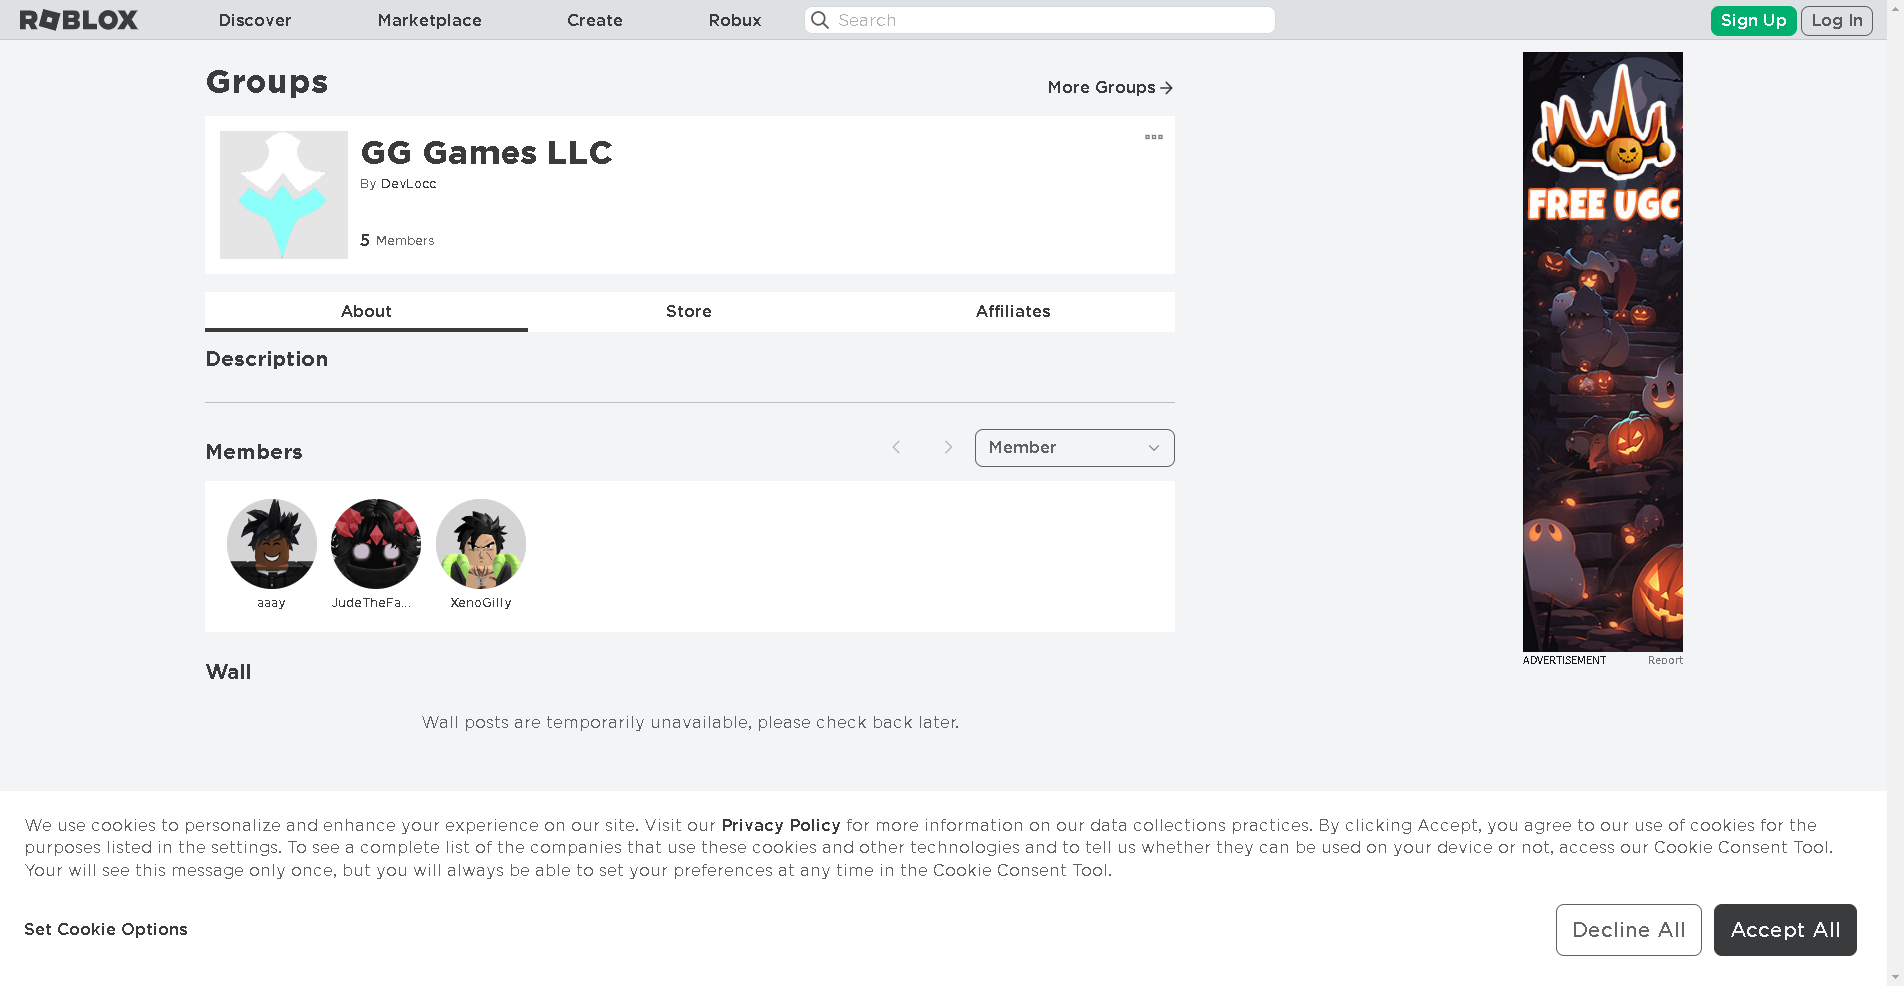 ROBLOX Discover Marketplace Create Robux Search Sign Up Log In
Groups
More Groups
GG Games LLC
By DevLocc
5 Members
FREE UGC
About Store Affiliates
Description
Members
Member
aaay JudeTheFa... XenoGilly
ADVERTISEMENT Report
Wall
Wall posts are temporarily unavailable, please check back later.
We use cookies to personalize and enhance your experience on our site. Visit our Privacy Policy for more information on our data collections practices. By clicking Accept, you agree to our use of cookies for the
purposes listed in the settings. To see a complete list of the companies that use these cookies and other technologies and to tell us whether they can be used on your device or not, access our Cookie Consent Tool.
Your will see this message only once, but you will always be able to set your preferences at any time in the Cookie Consent Tool.
Set Cookie Options
Decline All
Accept All